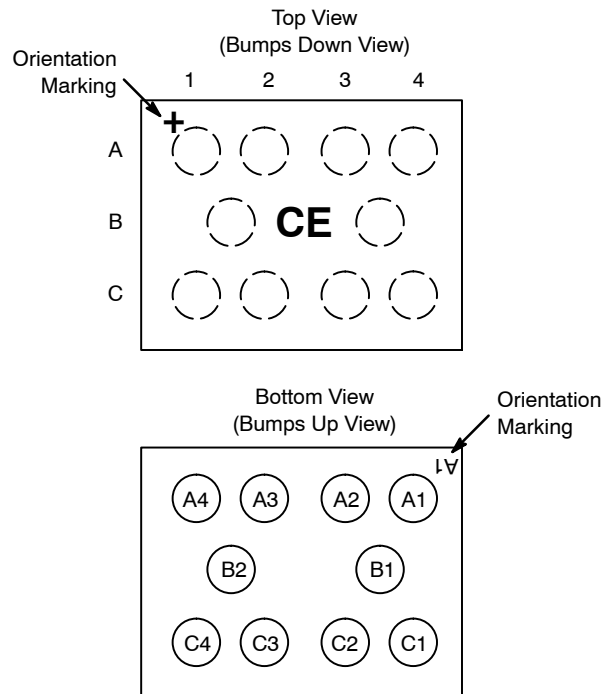 Top View
(Bumps Down View)
Orientation
Marking
1 2 3 4
+
A
B CE
C
Bottom View
(Bumps Up View)
Orientation
Marking
A1
A4 A3 A2 A1
B2 B1
C4 C3 C2 C1